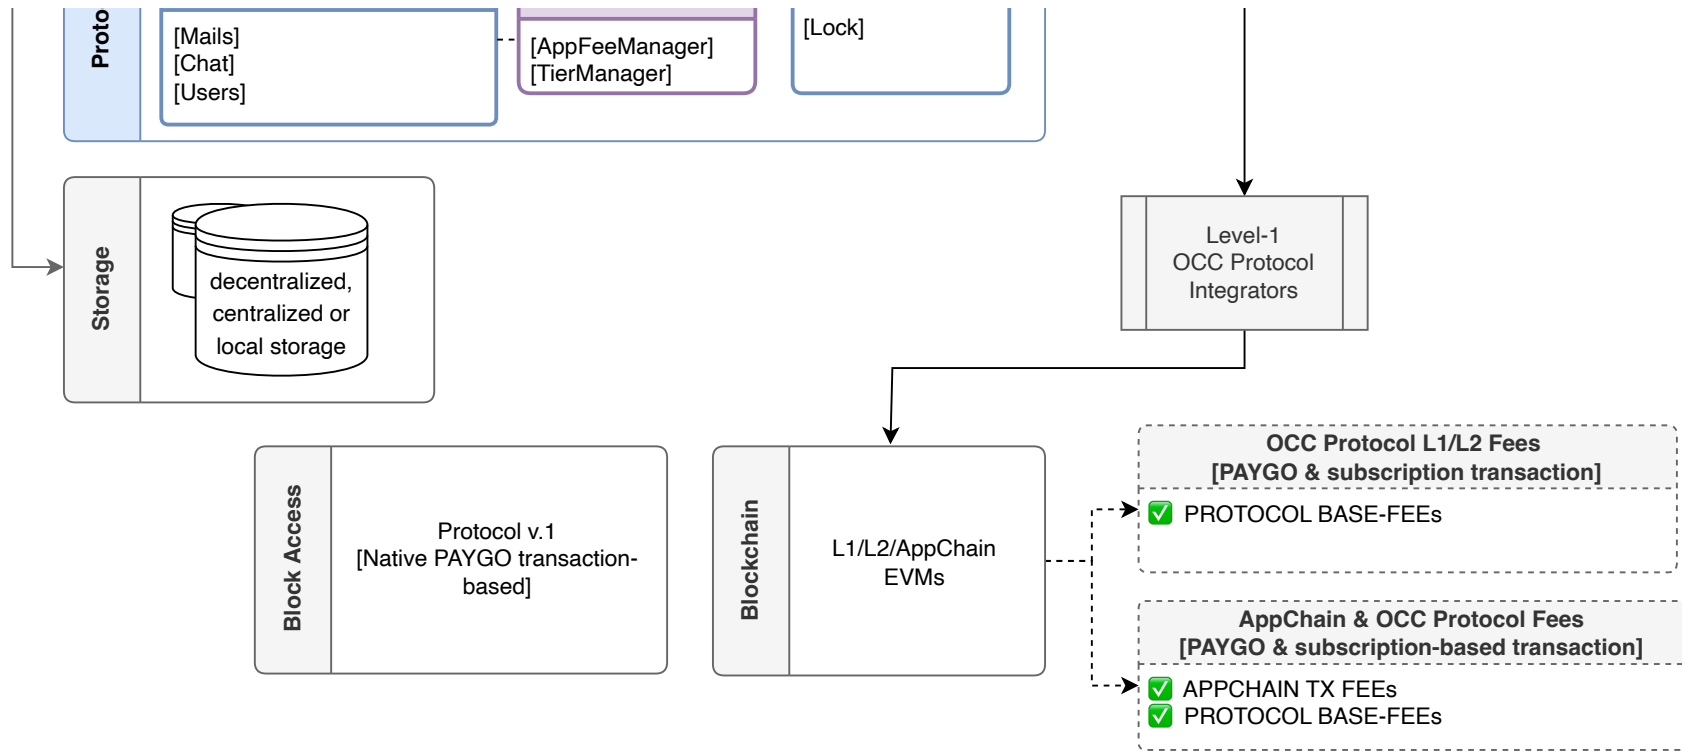 Proto
[Mails]
[Chat]
[Users]
[AppFeeManager]
[TierManager]
[Lock]
Storage
decentralized,
centralized or
local storage
Level-1
OCC Protocol
Integrators
Block Access
Protocol v.1
[Native PAYGO transaction-
based]
Blockchain
L1/L2/AppChain
EVMs
OCC Protocol L1/L2 Fees
[PAYGO & subscription transaction]
✅ PROTOCOL BASE-FEEs
AppChain & OCC Protocol Fees
[PAYGO & subscription-based transaction]
✅ APPCHAIN TX FEEs
✅ PROTOCOL BASE-FEEs